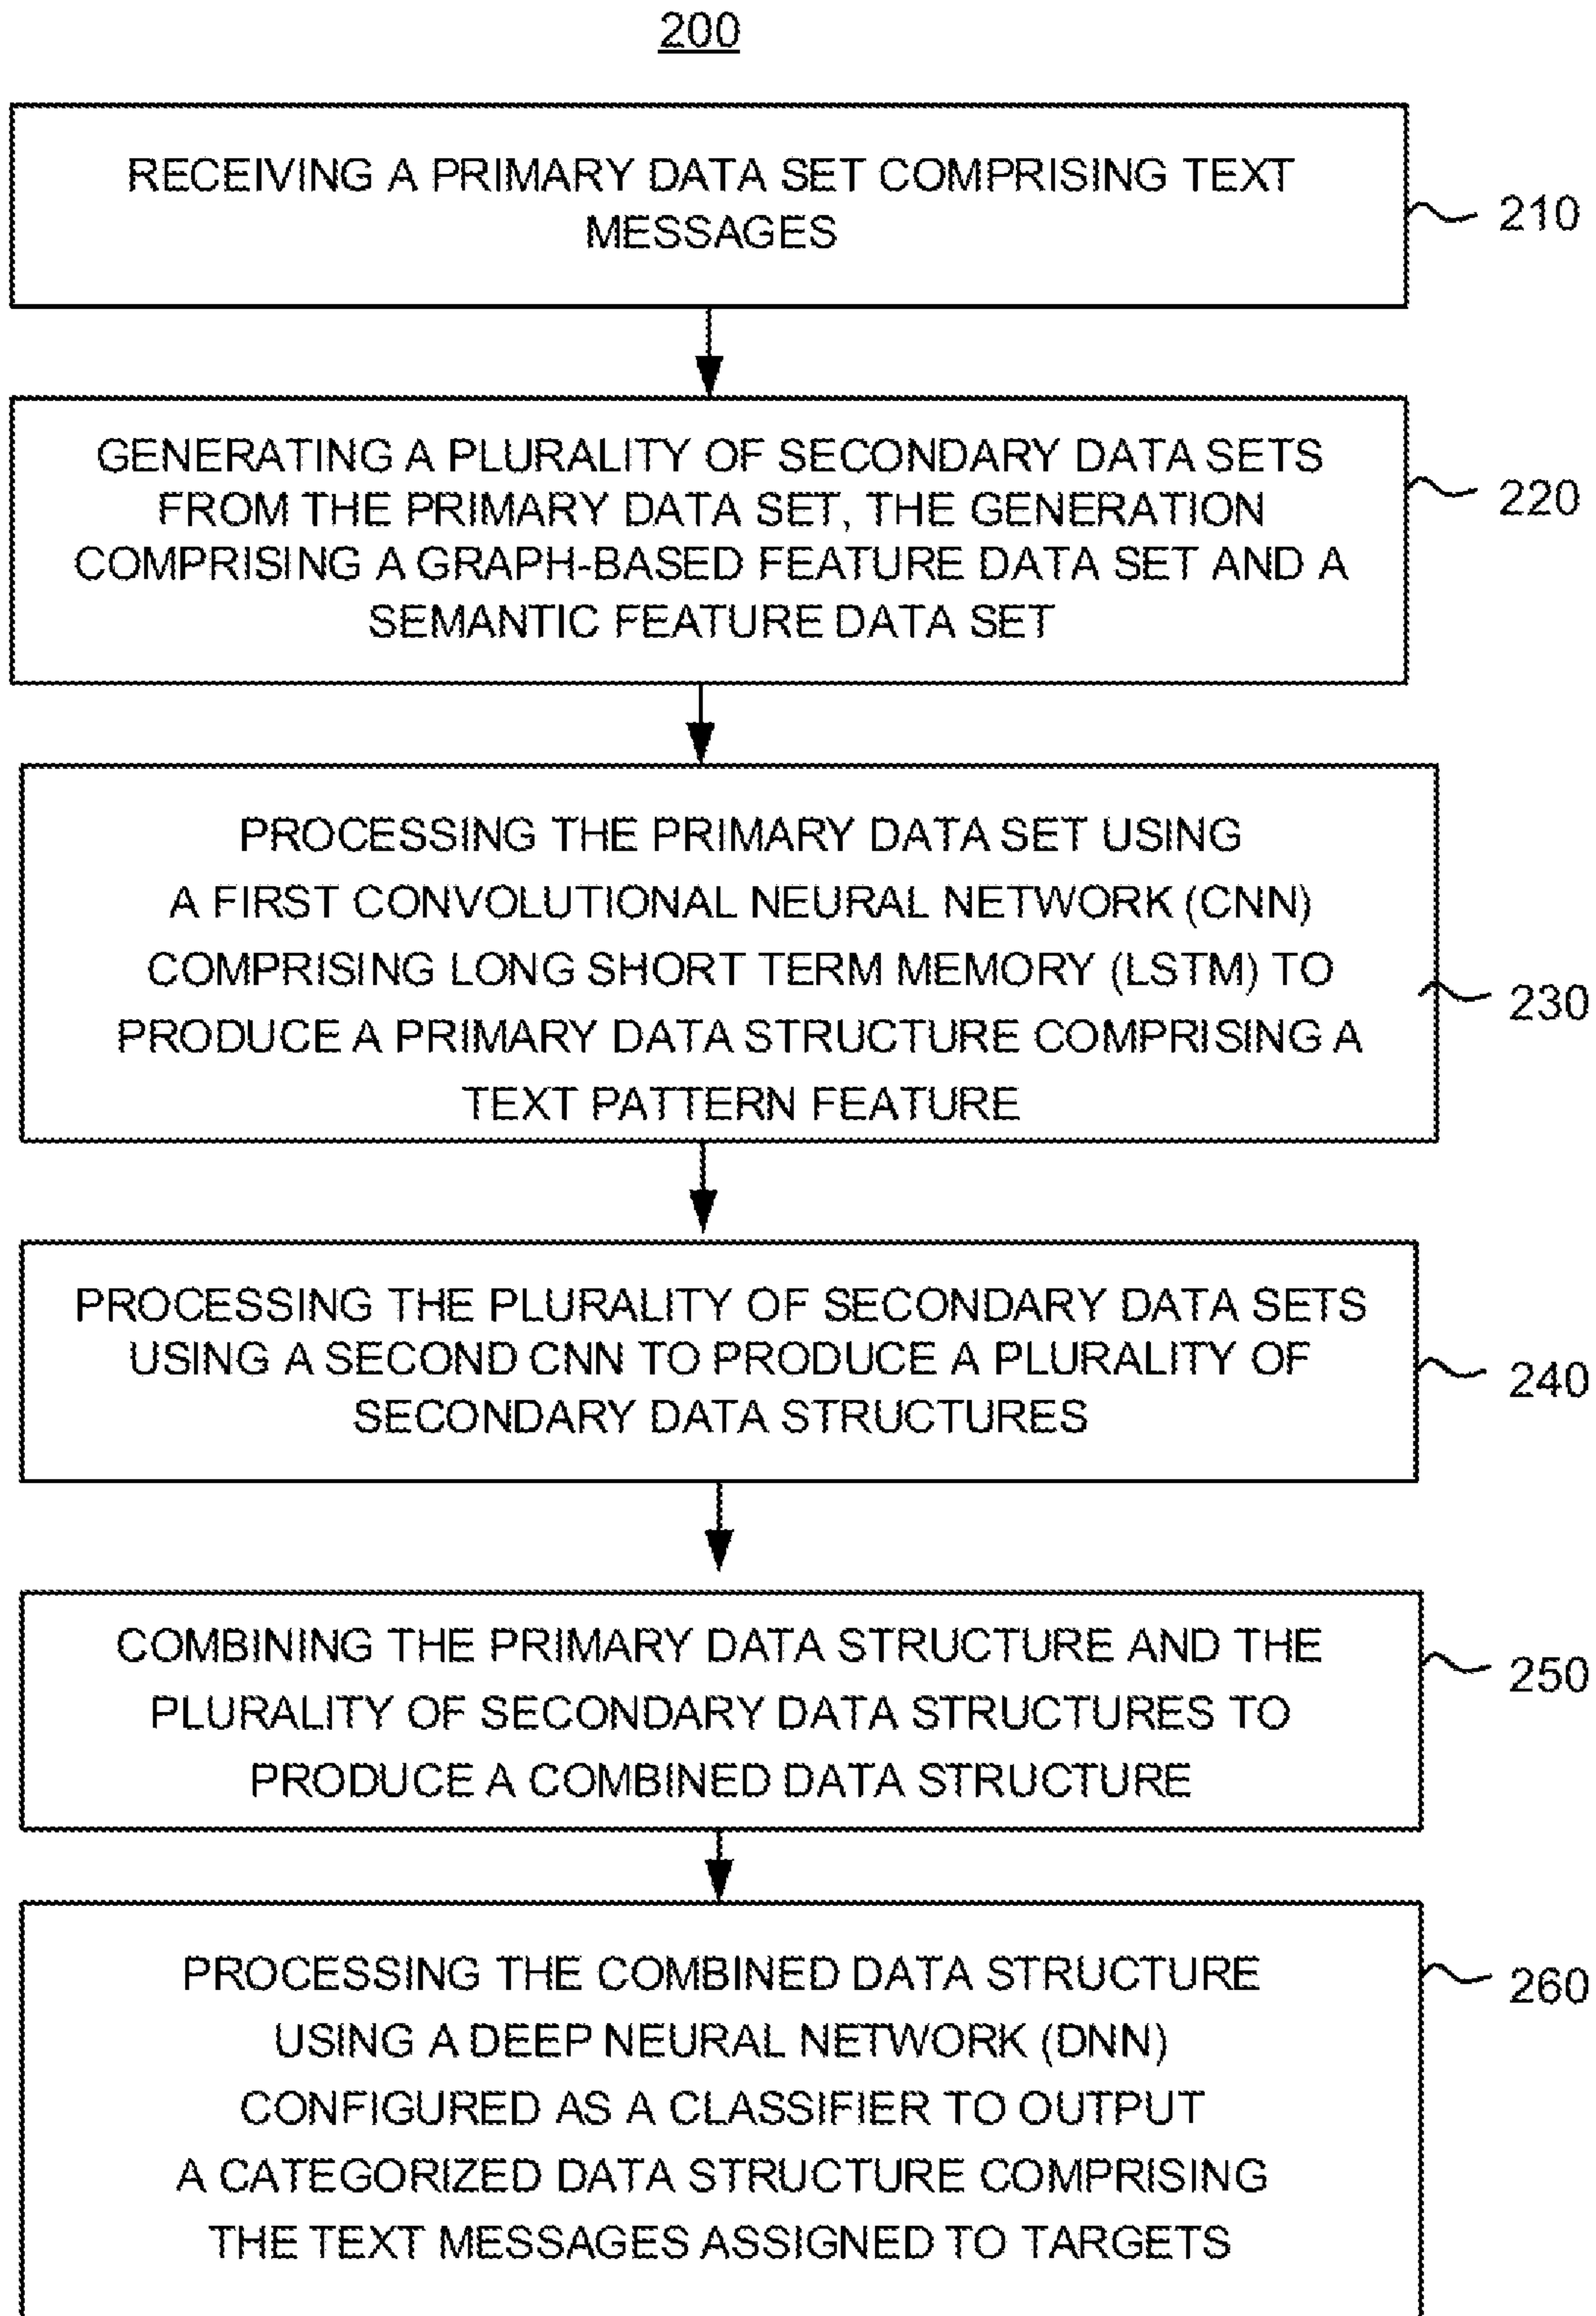 200
RECEIVING A PRIMARY DATA SET COMPRISING TEXT
MESSAGES
210
GENERATING A PLURALITY OF SECONDARY DATA SETS
FROM THE PRIMARY DATA SET, THE GENERATION
COMPRISING A GRAPH-BASED FEATURE DATA SET AND A
SEMANTIC FEATURE DATA SET
220
PROCESSING THE PRIMARY DATA SET USING
A FIRST CONVOLUTIONAL NEURAL NETWORK (CNN)
COMPRISING LONG SHORT TERM MEMORY (LSTM) TO
PRODUCE A PRIMARY DATA STRUCTURE COMPRISING A
TEXT PATTERN FEATURE
230
PROCESSING THE PLURALITY OF SECONDARY DATA SETS
USING A SECOND CNN TO PRODUCE A PLURALITY OF
SECONDARY DATA STRUCTURES
240
COMBINING THE PRIMARY DATA STRUCTURE AND THE
PLURALITY OF SECONDARY DATA STRUCTURES TO
PRODUCE A COMBINED DATA STRUCTURE
250
PROCESSING THE COMBINED DATA STRUCTURE
USING A DEEP NEURAL NETWORK (DNN)
CONFIGURED AS A CLASSIFIER TO OUTPUT
A CATEGORIZED DATA STRUCTURE COMPRISING
THE TEXT MESSAGES ASSIGNED TO TARGETS
260